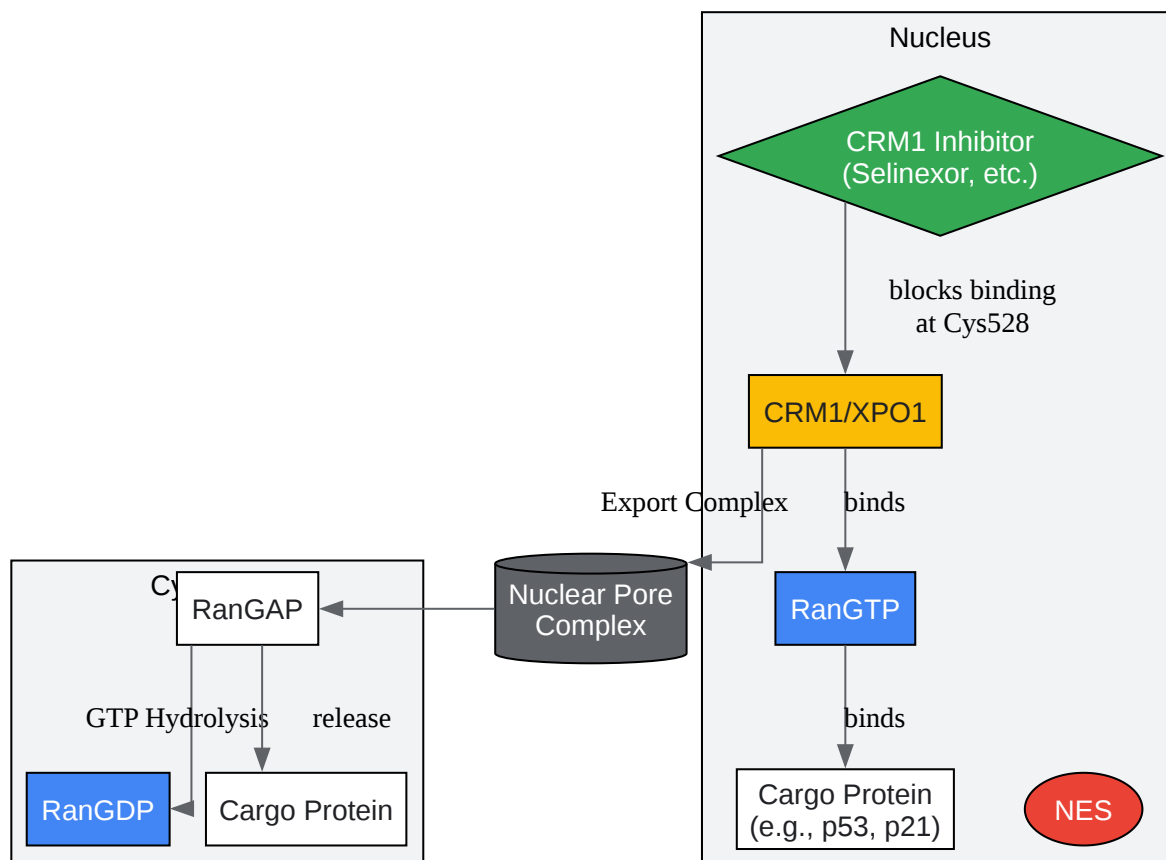 Nucleus
CRM1 Inhibitor
(Selinexor, etc.)
blocks binding
at Cys528
CRM1/XPO1
Export Complex
binds
Nuclear Pore
Complex
RanGTP
RanGAP
GTP Hydrolysis
release
binds
RanGDP
Cargo Protein
Cargo Protein
(e.g., p53, p21)
NES